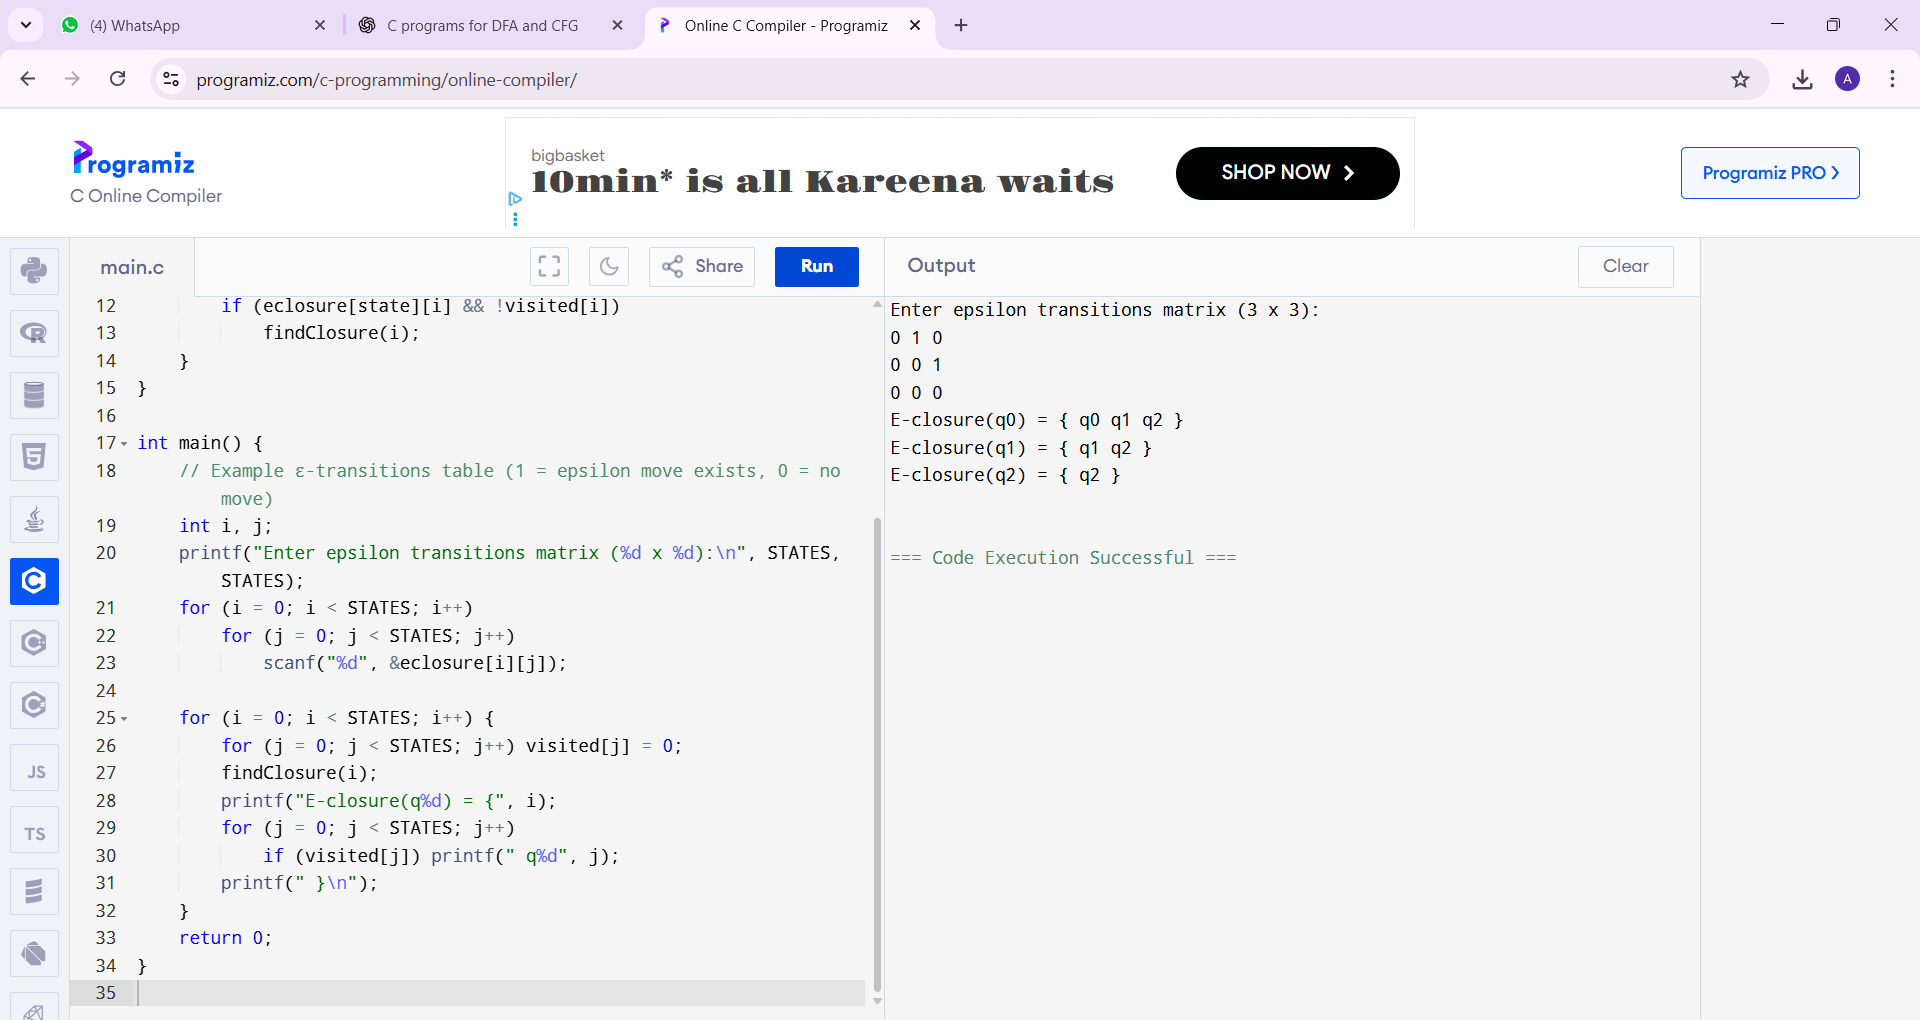 (4) WhatsApp
C programs for DFA and CFG
Online C Compiler - Programiz
programiz.com/c-programming/online-compiler/
A
Programiz
C Online Compiler
bigbasket
10min* is all Kareena waits
SHOP NOW
Programiz PRO
main.c
Share
Run
Output
Clear
12 if (eclosure[state][i] && !visited[i])
13 findClosure(i);
14 }
15 }
16
17 int main() {
18 // Example ε-transitions table (1 = epsilon move exists, 0 = no
move)
19 int i, j;
20 printf("Enter epsilon transitions matrix (%d x %d):\n", STATES,
STATES);
21 for (i = 0; i < STATES; i++)
22 for (j = 0; j < STATES; j++)
23 scanf("%d", &eclosure[i][j]);
24
25 for (i = 0; i < STATES; i++) {
26 for (j = 0; j < STATES; j++) visited[j] = 0;
27 findClosure(i);
28 printf("E-closure(q%d) = {", i);
29 for (j = 0; j < STATES; j++)
30 if (visited[j]) printf(" q%d", j);
31 printf(" }\n");
32 }
33 return 0;
34 }
35
Enter epsilon transitions matrix (3 x 3):
0 1 0
0 0 1
0 0 0
E-closure(q0) = { q0 q1 q2 }
E-closure(q1) = { q1 q2 }
E-closure(q2) = { q2 }
=== Code Execution Successful ===
R
5
C
C
C
JS
TS